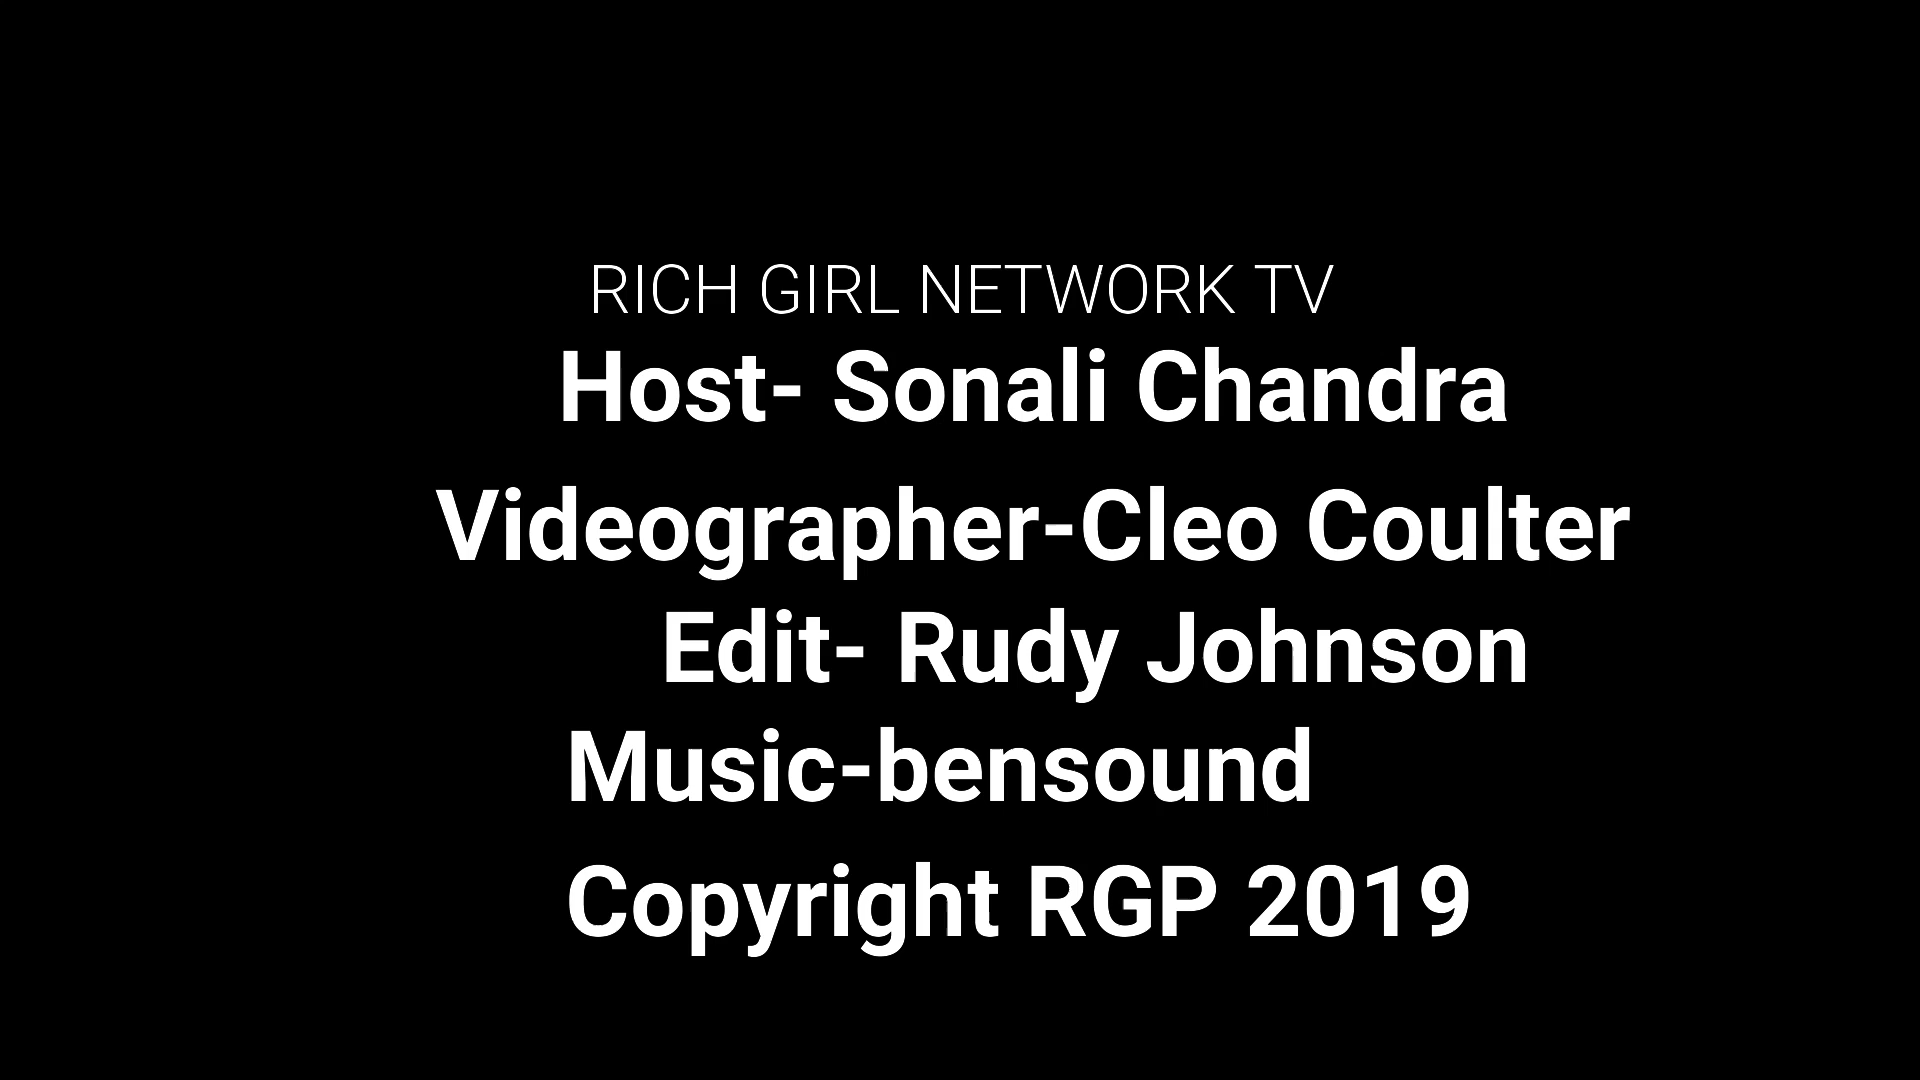 RICH GIRL NETWORK TV
Host- Sonali Chandra
Videographer-Cleo Coulter
Edit- Rudy Johnson
Music-bensound
Copyright RGP 2019